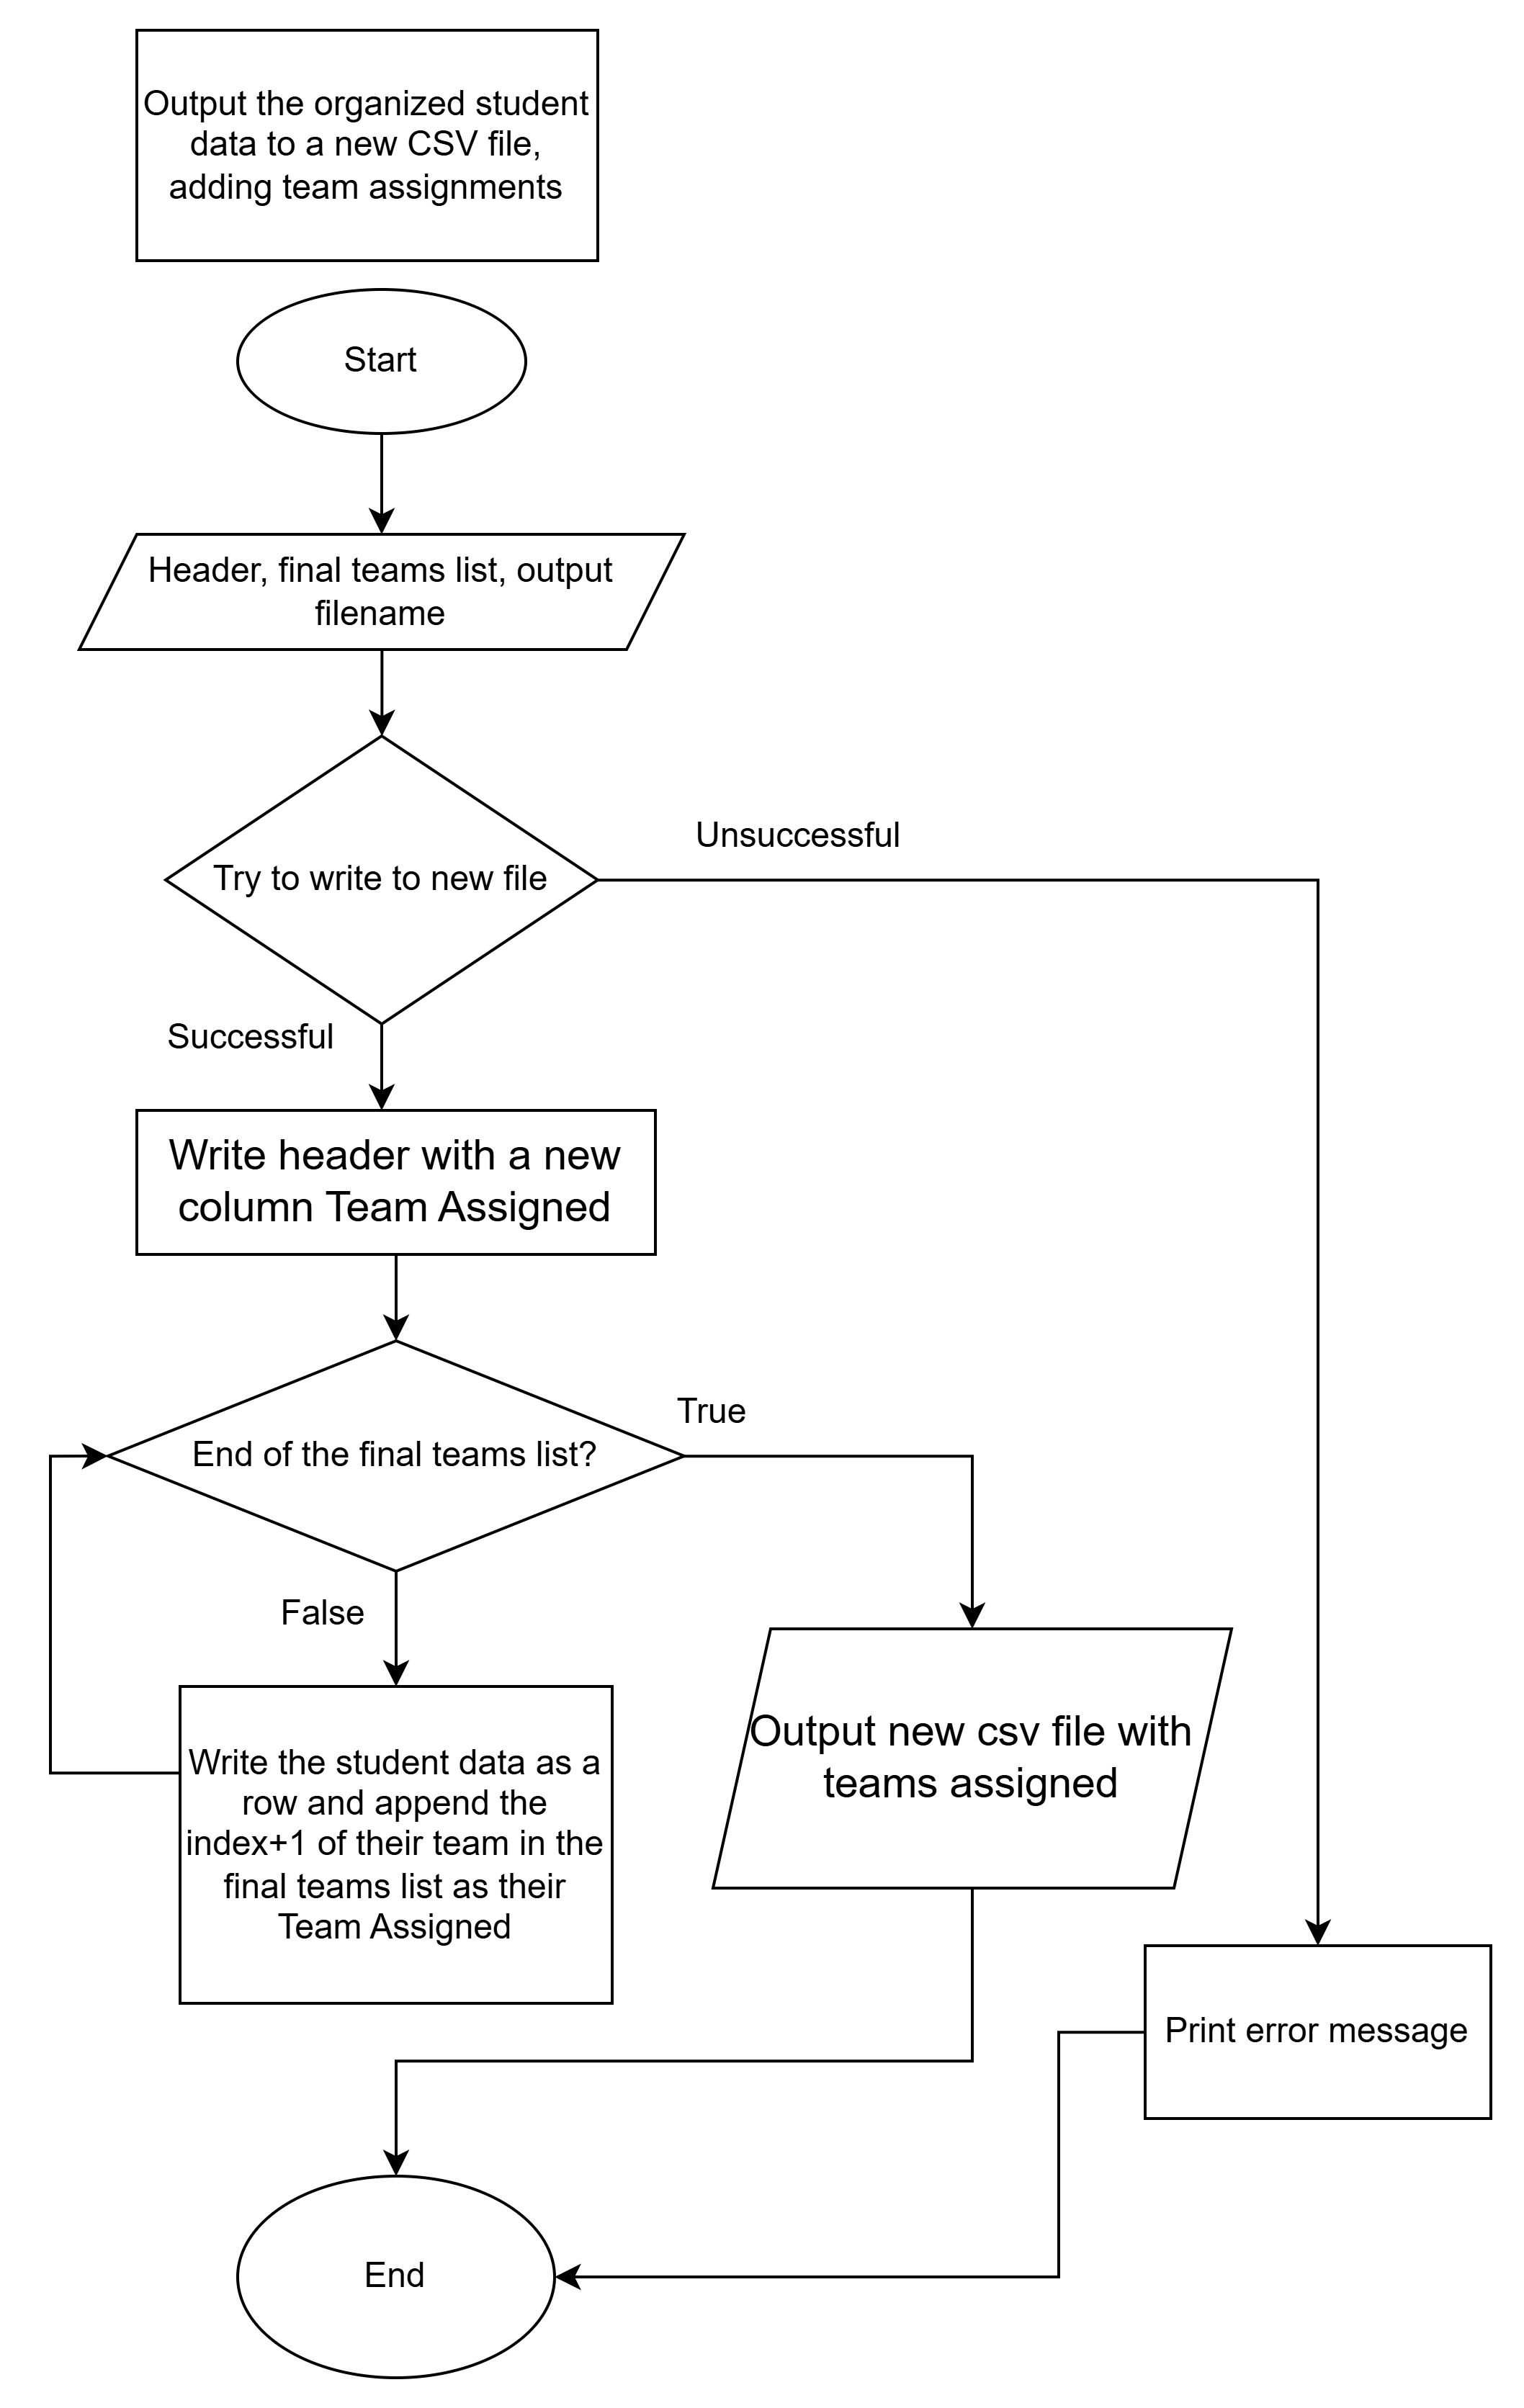 Output the organized student
data to a new CSV file,
adding team assignments
Start
Header, final teams list, output
filename
Try to write to new file
Unsuccessful
Successful
Write header with a new
column Team Assigned
End of the final teams list?
True
False
Write the student data as a
row and append the
index+1 of their team in the
final teams list as their
Team Assigned
Output new csv file with
teams assigned
Print error message
End